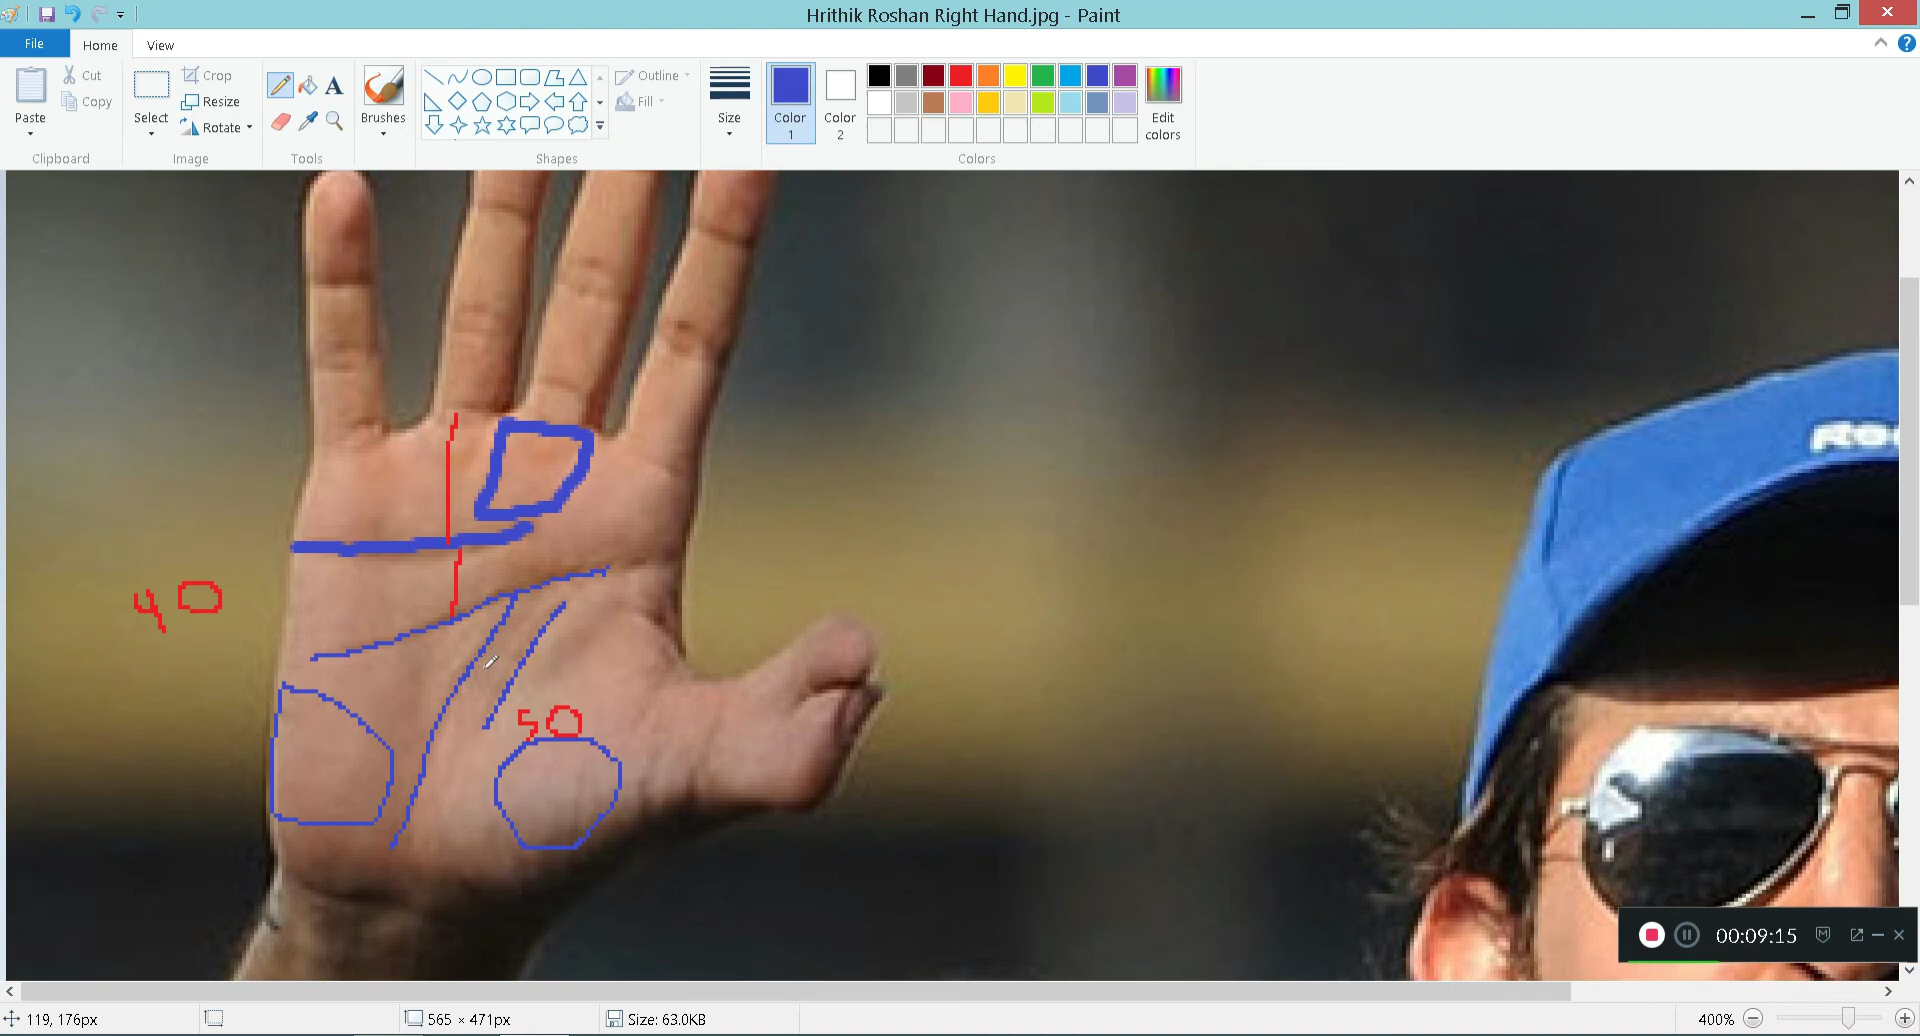 Hrithik Roshan Right Hand.jpg - Paint
File Home View
Paste
Cut
Copy
Clipboard
Select
Crop
Resize
Rotate
Image
A
Tools
Brushes
Outline
Fill
Shapes
Size
Color 1
Color 2
Edit colors
Colors
40
50
00:09:15
119, 176px
565 × 471px
Size: 63.0KB
400%